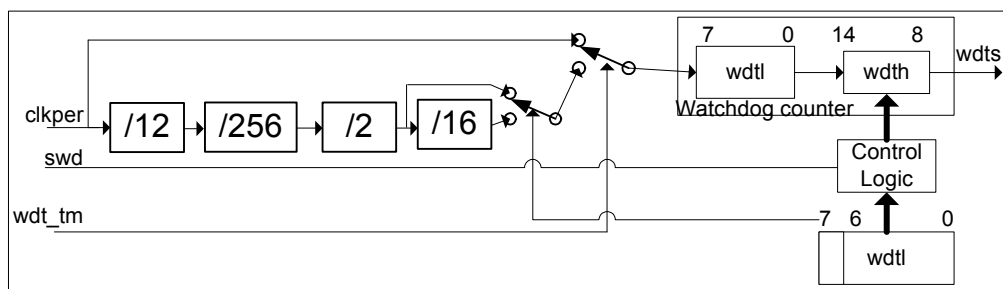 7 0 14 8
wdts
wdtl wdth
Watchdog counter
clkper
/12 /256 /2 /16
swd
Control
Logic
wdt_tm
7 6 0
wdtl